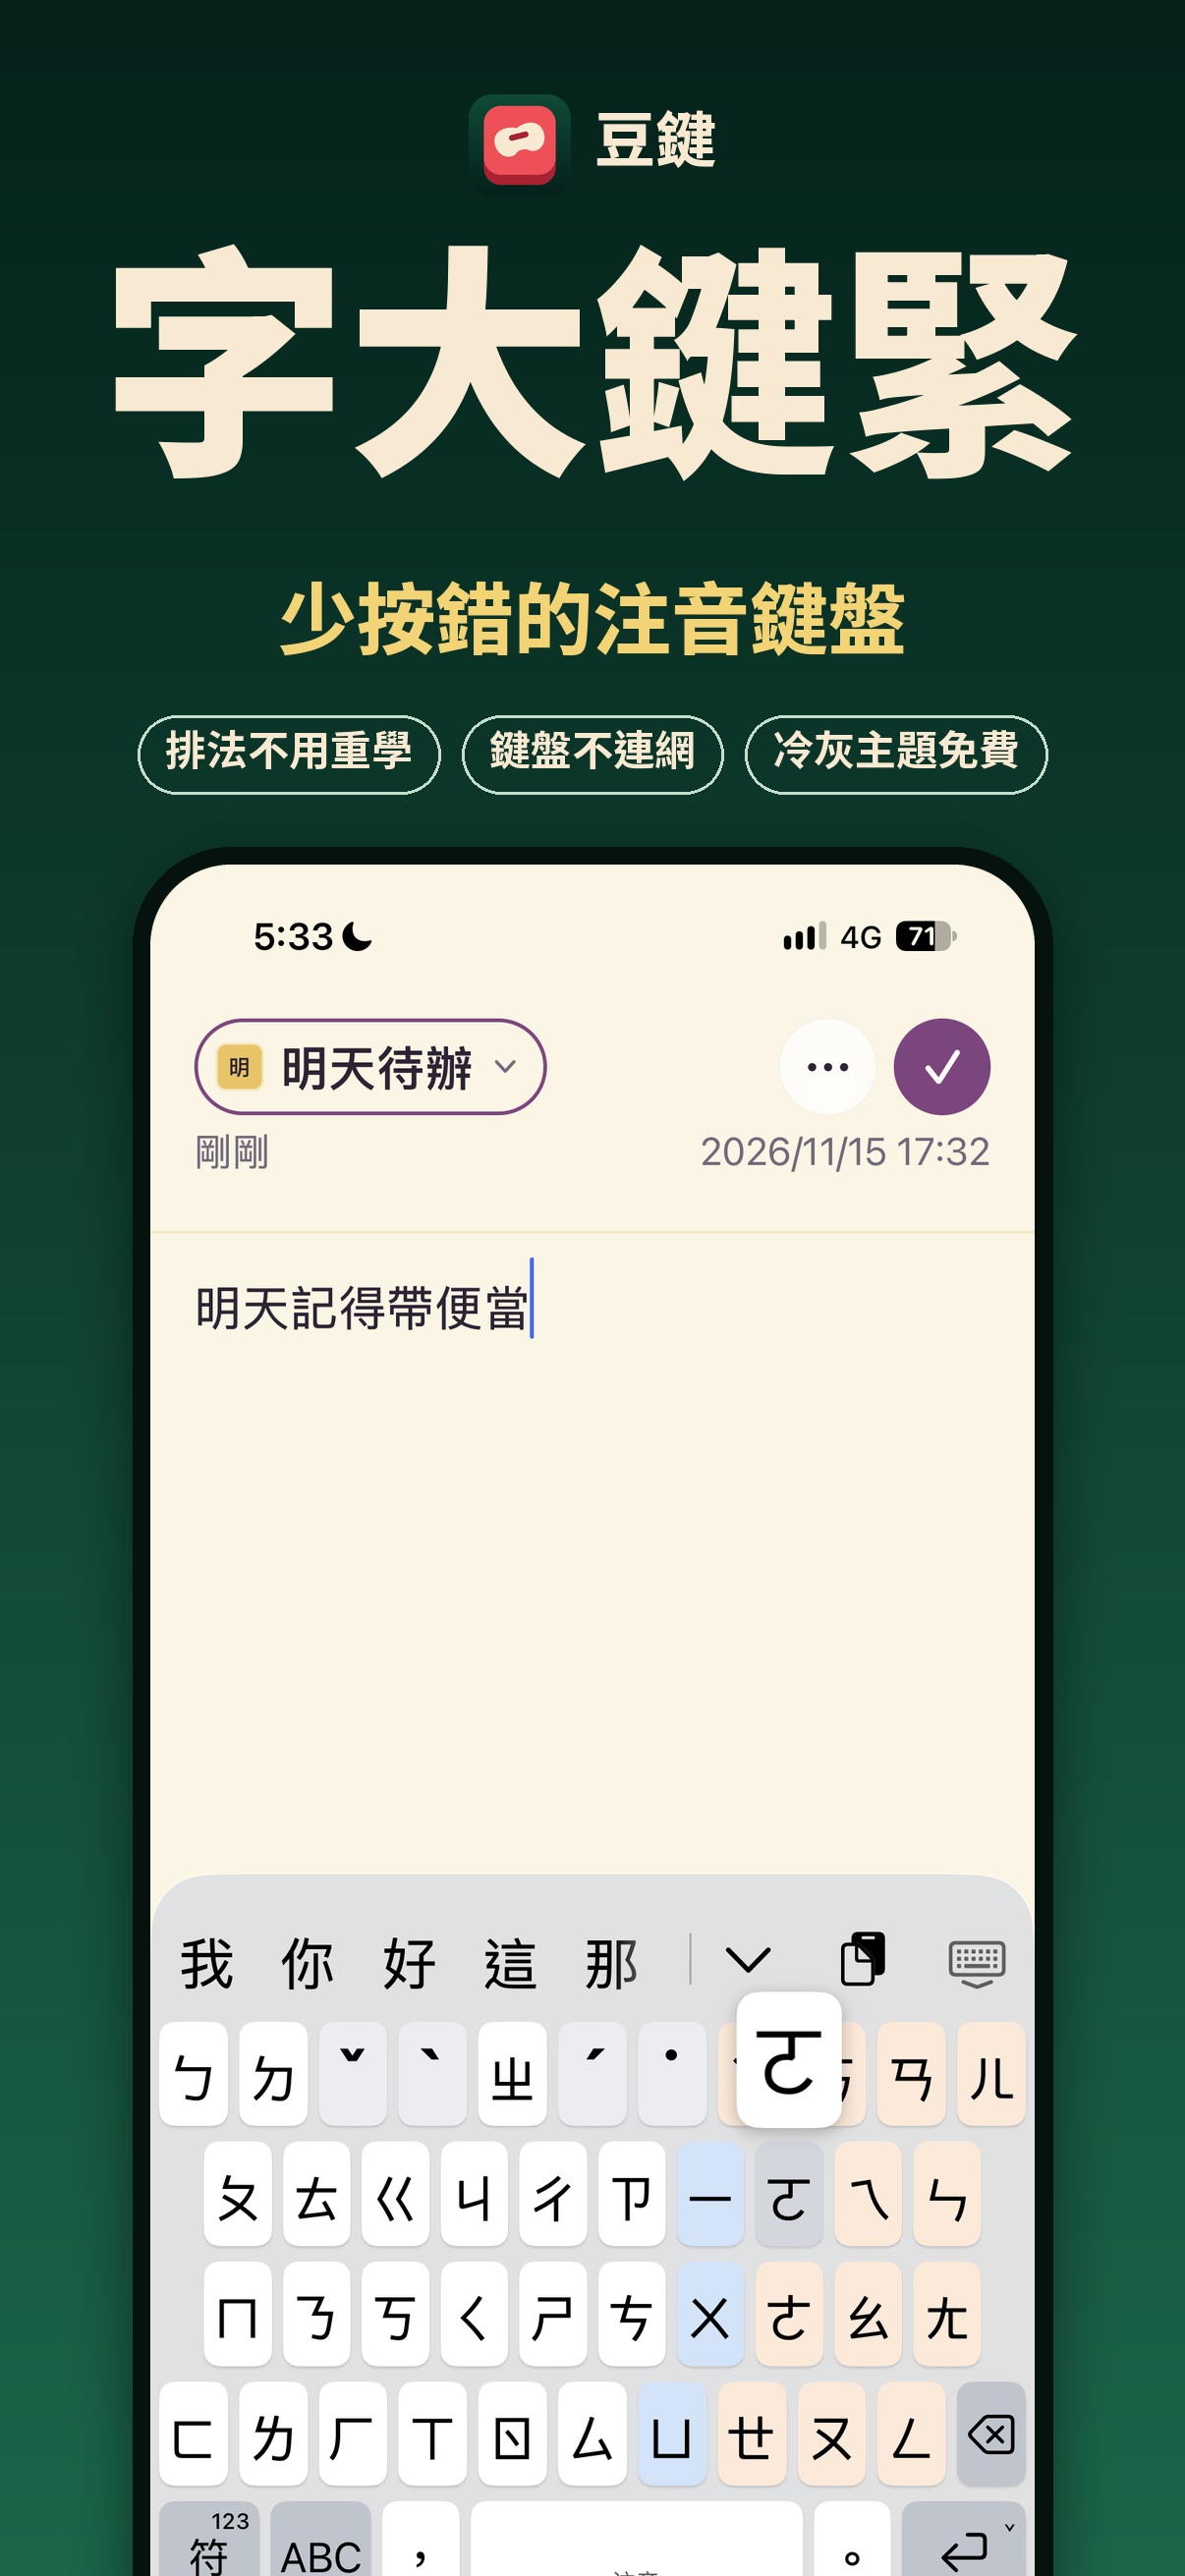 豆鍵
字大鍵緊
少按錯的注音鍵盤
排法不用重學 鍵盤不連網 冷灰主題免費
5:33 4G 71
明 明天待辦
剛剛 2026/11/15 17:32
明天記得帶便當
我 你 好 這 那
ㄅ ㄉ ˇ ˋ ㄓ ˊ ˙ ㄛ ㄢ ㄦ
ㄆ ㄊ ㄍ ㄐ ㄔ ㄗ ㄧ ㄛ ㄟ ㄣ
ㄇ ㄋ ㄎ ㄑ ㄕ ㄘ ㄨ ㄜ ㄠ ㄤ
ㄈ ㄌ ㄏ ㄒ ㄖ ㄙ ㄩ ㄝ ㄡ ㄥ
123
符 ABC , 。